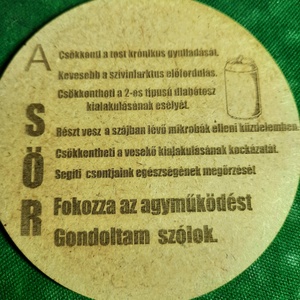 A SÖR
Csökkenti a test krónikus gyulladását.
Kevesebb a szívinfarktus előfordulás.
Csökkentheti a 2-es típusú diabétesz
kialakulásának esélyét.
Részt vesz a szájban lévő mikrobák elleni küzdelemben.
Csökkentheti a vesekő kialakulásának kockázatát.
Segíti csontjaink egészségének megőrzését
Fokozza az agyműködést
Gondoltam szólok.